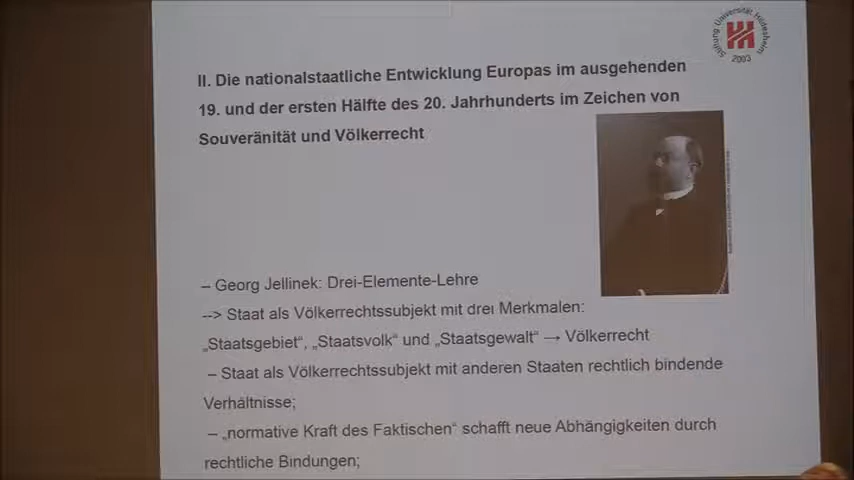 Stiftung Universität Hildesheim
2003
II. Die nationalstaatliche Entwicklung Europas im ausgehenden
19. und der ersten Hälfte des 20. Jahrhunderts im Zeichen von
Souveränität und Völkerrecht
– Georg Jellinek: Drei-Elemente-Lehre
--> Staat als Völkerrechtssubjekt mit drei Merkmalen:
„Staatsgebiet“, „Staatsvolk“ und „Staatsgewalt“ → Völkerrecht
– Staat als Völkerrechtssubjekt mit anderen Staaten rechtlich bindende
Verhältnisse;
– „normative Kraft des Faktischen“ schafft neue Abhängigkeiten durch
rechtliche Bindungen;